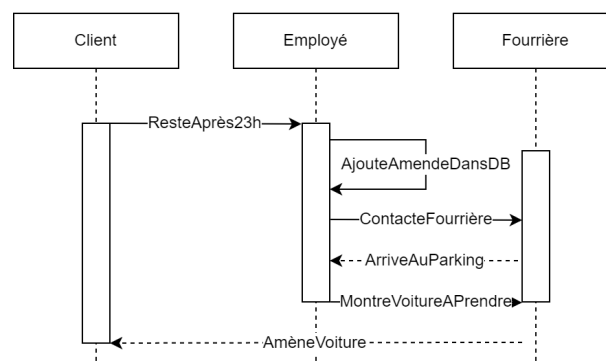 Client
Employé
Fourrière
ResteAprès23h
AjouteAmendeDansDB
ContacteFourrière
ArriveAuParking
MontreVoitureAPrendre
AmèneVoiture